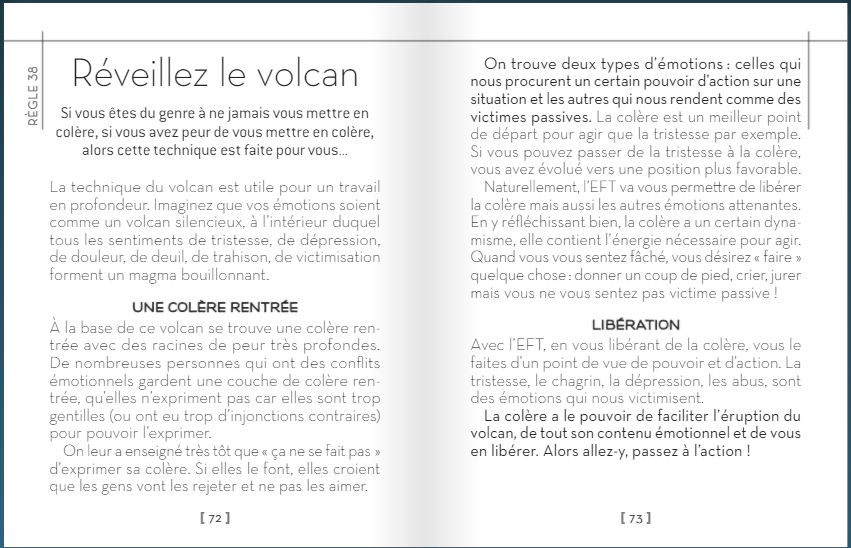 RÈGLE 38
Réveillez le volcan
Si vous êtes du genre à ne jamais vous mettre en
colère, si vous avez peur de vous mettre en colère,
alors cette technique est faite pour vous...
La technique du volcan est utile pour un travail
en profondeur. Imaginez que vos émotions soient
comme un volcan silencieux, à l'intérieur duquel
tous les sentiments de tristesse, de dépression,
de douleur, de deuil, de trahison, de victimisation
forment un magma bouillonnant.
UNE COLÈRE RENTRÉE
À la base de ce volcan se trouve une colère ren-
trée avec des racines de peur très profondes.
De nombreuses personnes qui ont des conflits
émotionnels gardent une couche de colère ren-
trée, qu'elles n'expriment pas car elles sont trop
gentilles (ou ont eu trop d'injonctions contraires)
pour pouvoir l'exprimer.
On leur a enseigné très tôt que « ça ne se fait pas »
d'exprimer sa colère. Si elles le font, elles croient
que les gens vont les rejeter et ne pas les aimer.
[ 72 ]
On trouve deux types d'émotions : celles qui
nous procurent un certain pouvoir d'action sur une
situation et les autres qui nous rendent comme des
victimes passives. La colère est un meilleur point
de départ pour agir que la tristesse par exemple.
Si vous pouvez passer de la tristesse à la colère,
vous avez évolué vers une position plus favorable.
Naturellement, l'EFT va vous permettre de libérer
la colère mais aussi les autres émotions attenantes.
En y réfléchissant bien, la colère a un certain dyna-
misme, elle contient l'énergie nécessaire pour agir.
Quand vous vous sentez fâché, vous désirez « faire »
quelque chose : donner un coup de pied, crier, jurer
mais vous ne vous sentez pas victime passive !
LIBÉRATION
Avec l'EFT, en vous libérant de la colère, vous le
faites d'un point de vue de pouvoir et d'action. La
tristesse, le chagrin, la dépression, les abus, sont
des émotions qui nous victimisent.
La colère a le pouvoir de faciliter l'éruption du
volcan, de tout son contenu émotionnel et de vous
en libérer. Alors allez-y, passez à l'action !
[ 73 ]